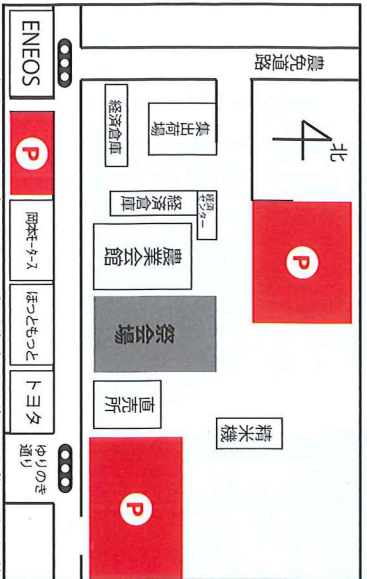 ENEOS
農免道路
北
4
経済倉庫
集出荷場
P
経済倉庫
経済
センター
岡本モータース
農業会館
P
ほっともっと
祭会場
トヨタ
直売所
精米機
ゆりのき
通り
P